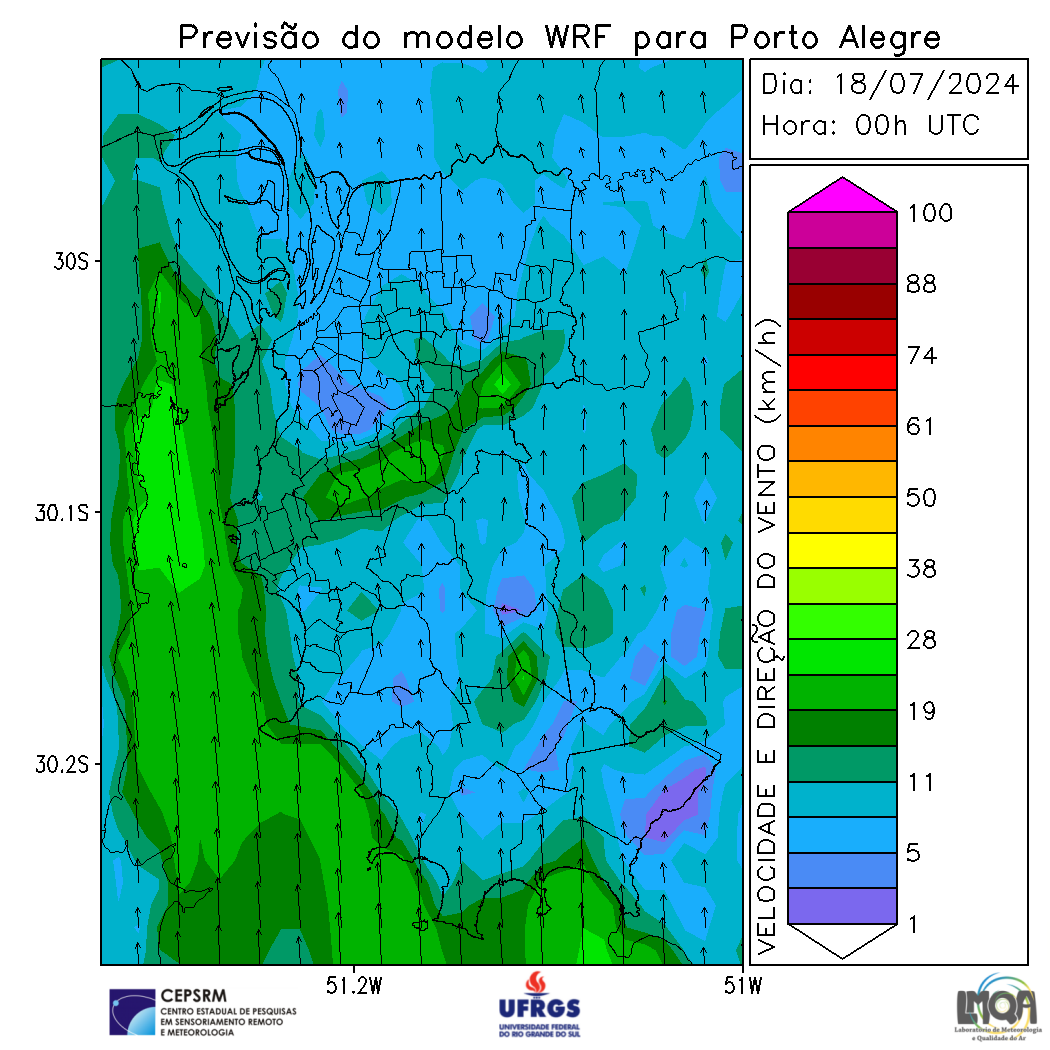 Previsão do modelo WRF para Porto Alegre
Dia: 18/07/2024
Hora: 00h UTC
100
88
74
61
50
38
28
19
11
5
1
VELOCIDADE E DIREÇÃO DO VENTO (km/h)
30S
30.1S
30.2S
51.2W
51W
CEPSRM
CENTRO ESTADUAL DE PESQUISAS
EM SENSORIAMENTO REMOTO
E METEOROLOGIA
UFRGS
UNIVERSIDADE FEDERAL
DO RIO GRANDE DO SUL
LMQA
Laboratório de Meteorologia
e Qualidade do Ar